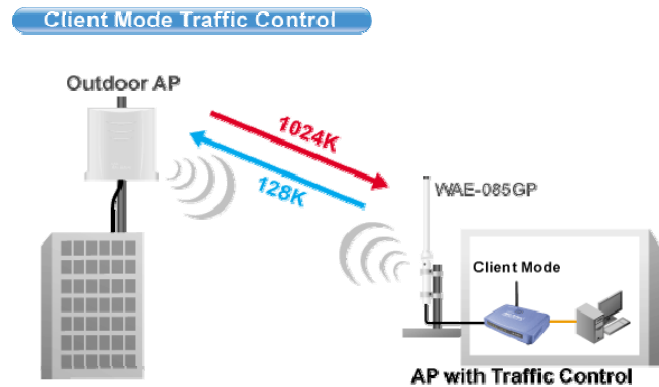 Client Mode Traffic Control
Outdoor AP
1024K
128K
WAE-085GP
Client Mode
AP with Traffic Control